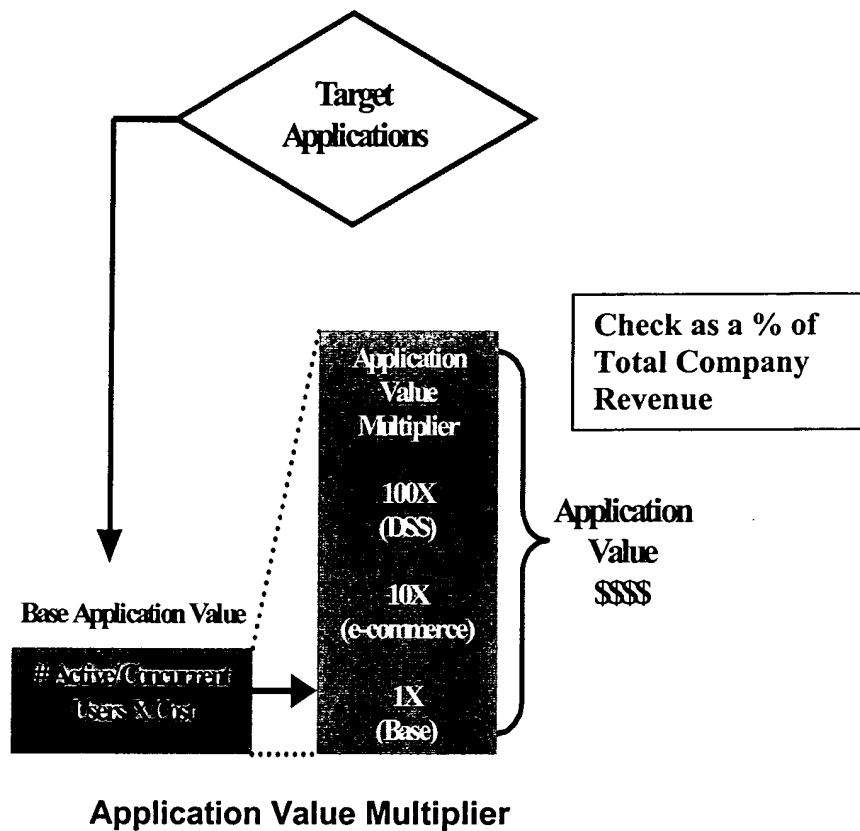 Target
Applications
Check as a % of
Total Company
Revenue
Application
Value
Multiplier
100X
(DSS)
10X
(e-commerce)
1X
(Base)
Application
Value
$$$$
Base Application Value
# Active/Concurrent
Users & Cost
Application Value Multiplier